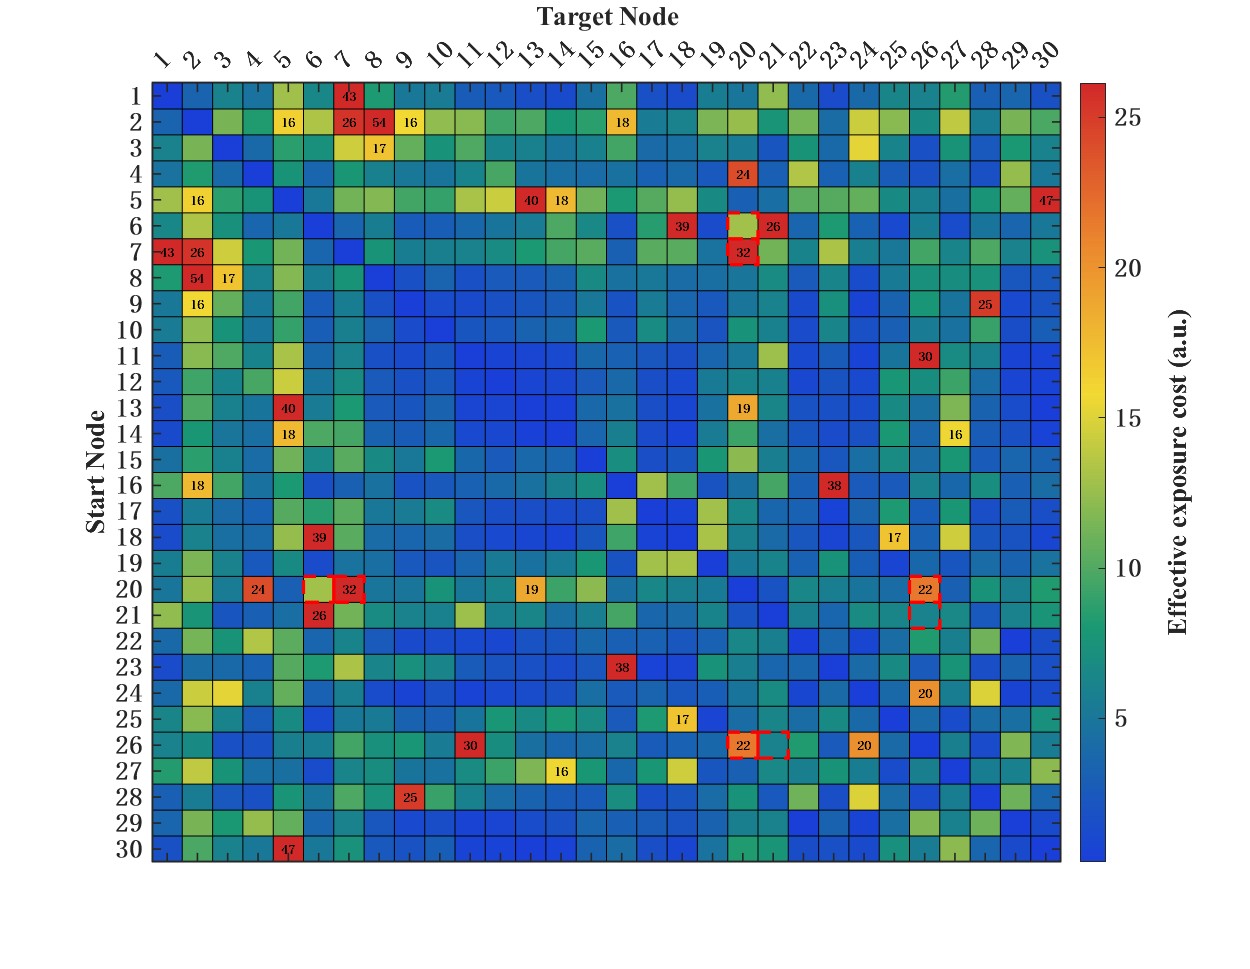 Target Node
1 2 3 4 5 6 7 8 9 10 11 12 13 14 15 16 17 18 19 20 21 22 23 24 25 26 27 28 29 30
1 43
2 16 26 54 16 18
3 17
4 24
5 16 40 18 47
6 39 26
7 43 26 32
8 54 17
9 16 25
10
11 30
12
13 40 19
14 18 16
15
16 18 38
17
18 39 17
19
20 24 32 19 22
21 26
22
23 38
24 20
25 17
26 30 22 20
27 16
28 25
29
30 47
Start Node
25
20
15
10
5
Effective exposure cost (a.u.)